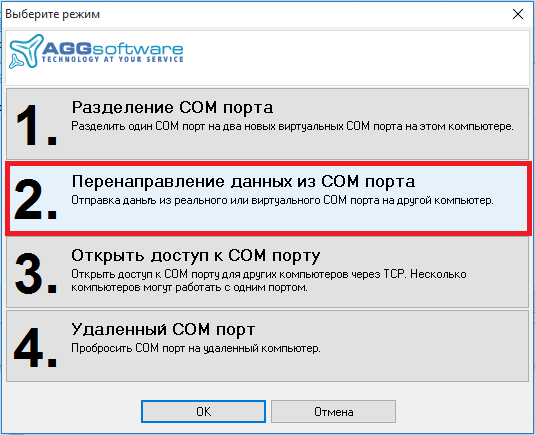 Выберите режим
AGGsoftware
TECHNOLOGY AT YOUR SERVICE
1. Разделение COM порта
Разделить один COM порт на два новых виртуальных COM порта на этом компьютере.
2. Перенаправление данных из COM порта
Отправка даньь из реального или виртуального COM порта на другой компьютер.
3. Открыть доступ к COM порту
Открыть доступ к COM порту для других компьютеров через TCP. Несколько
компьютеров могут работать с одним портом.
4. Удаленный COM порт
Пробросить COM порт на удаленный компьютер.
OK
Отмена